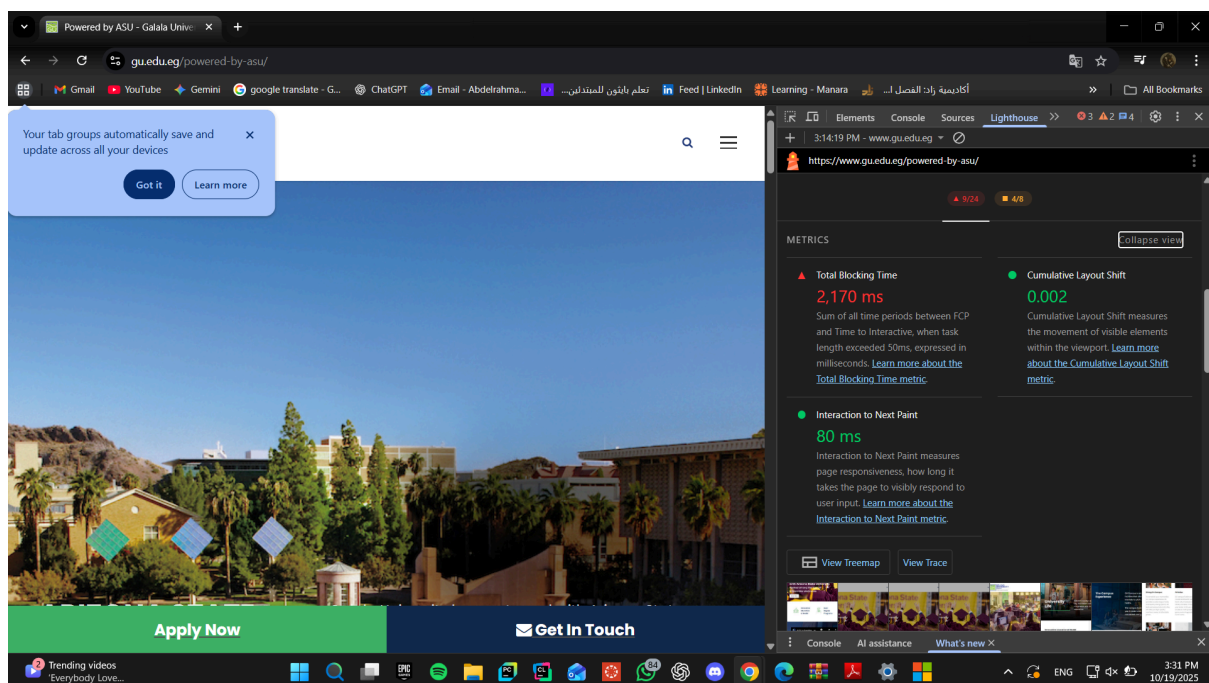 Powered by ASU - Galala Unive
gu.edu.eg/powered-by-asu/
Gmail
YouTube
Gemini
google translate - G...
ChatGPT
Email - Abdelrahma...
تعلم بايثون للمبتدئين...
Feed | LinkedIn
Learning - Manara
أكاديمية زاد: الفصل ا...
»
All Bookmarks
Your tab groups automatically save and
update across all your devices
Got it
Learn more
Elements
Console
Sources
Lighthouse
3
2
4
3:14:19 PM - www.gu.edu.eg
https://www.gu.edu.eg/powered-by-asu/
9/24
4/8
METRICS
Collapse view
Total Blocking Time
2,170 ms
Sum of all time periods between FCP
and Time to Interactive, when task
length exceeded 50ms, expressed in
milliseconds. Learn more about the
Total Blocking Time metric.
Cumulative Layout Shift
0.002
Cumulative Layout Shift measures
the movement of visible elements
within the viewport. Learn more
about the Cumulative Layout Shift
metric.
Interaction to Next Paint
80 ms
Interaction to Next Paint measures
page responsiveness, how long it
takes the page to visibly respond to
user input. Learn more about the
Interaction to Next Paint metric.
View Treemap
View Trace
Apply Now
Get In Touch
Console
AI assistance
What's new
2
Trending videos
'Everybody Love...
EPIC
84
ENG
3:31 PM
10/19/2025